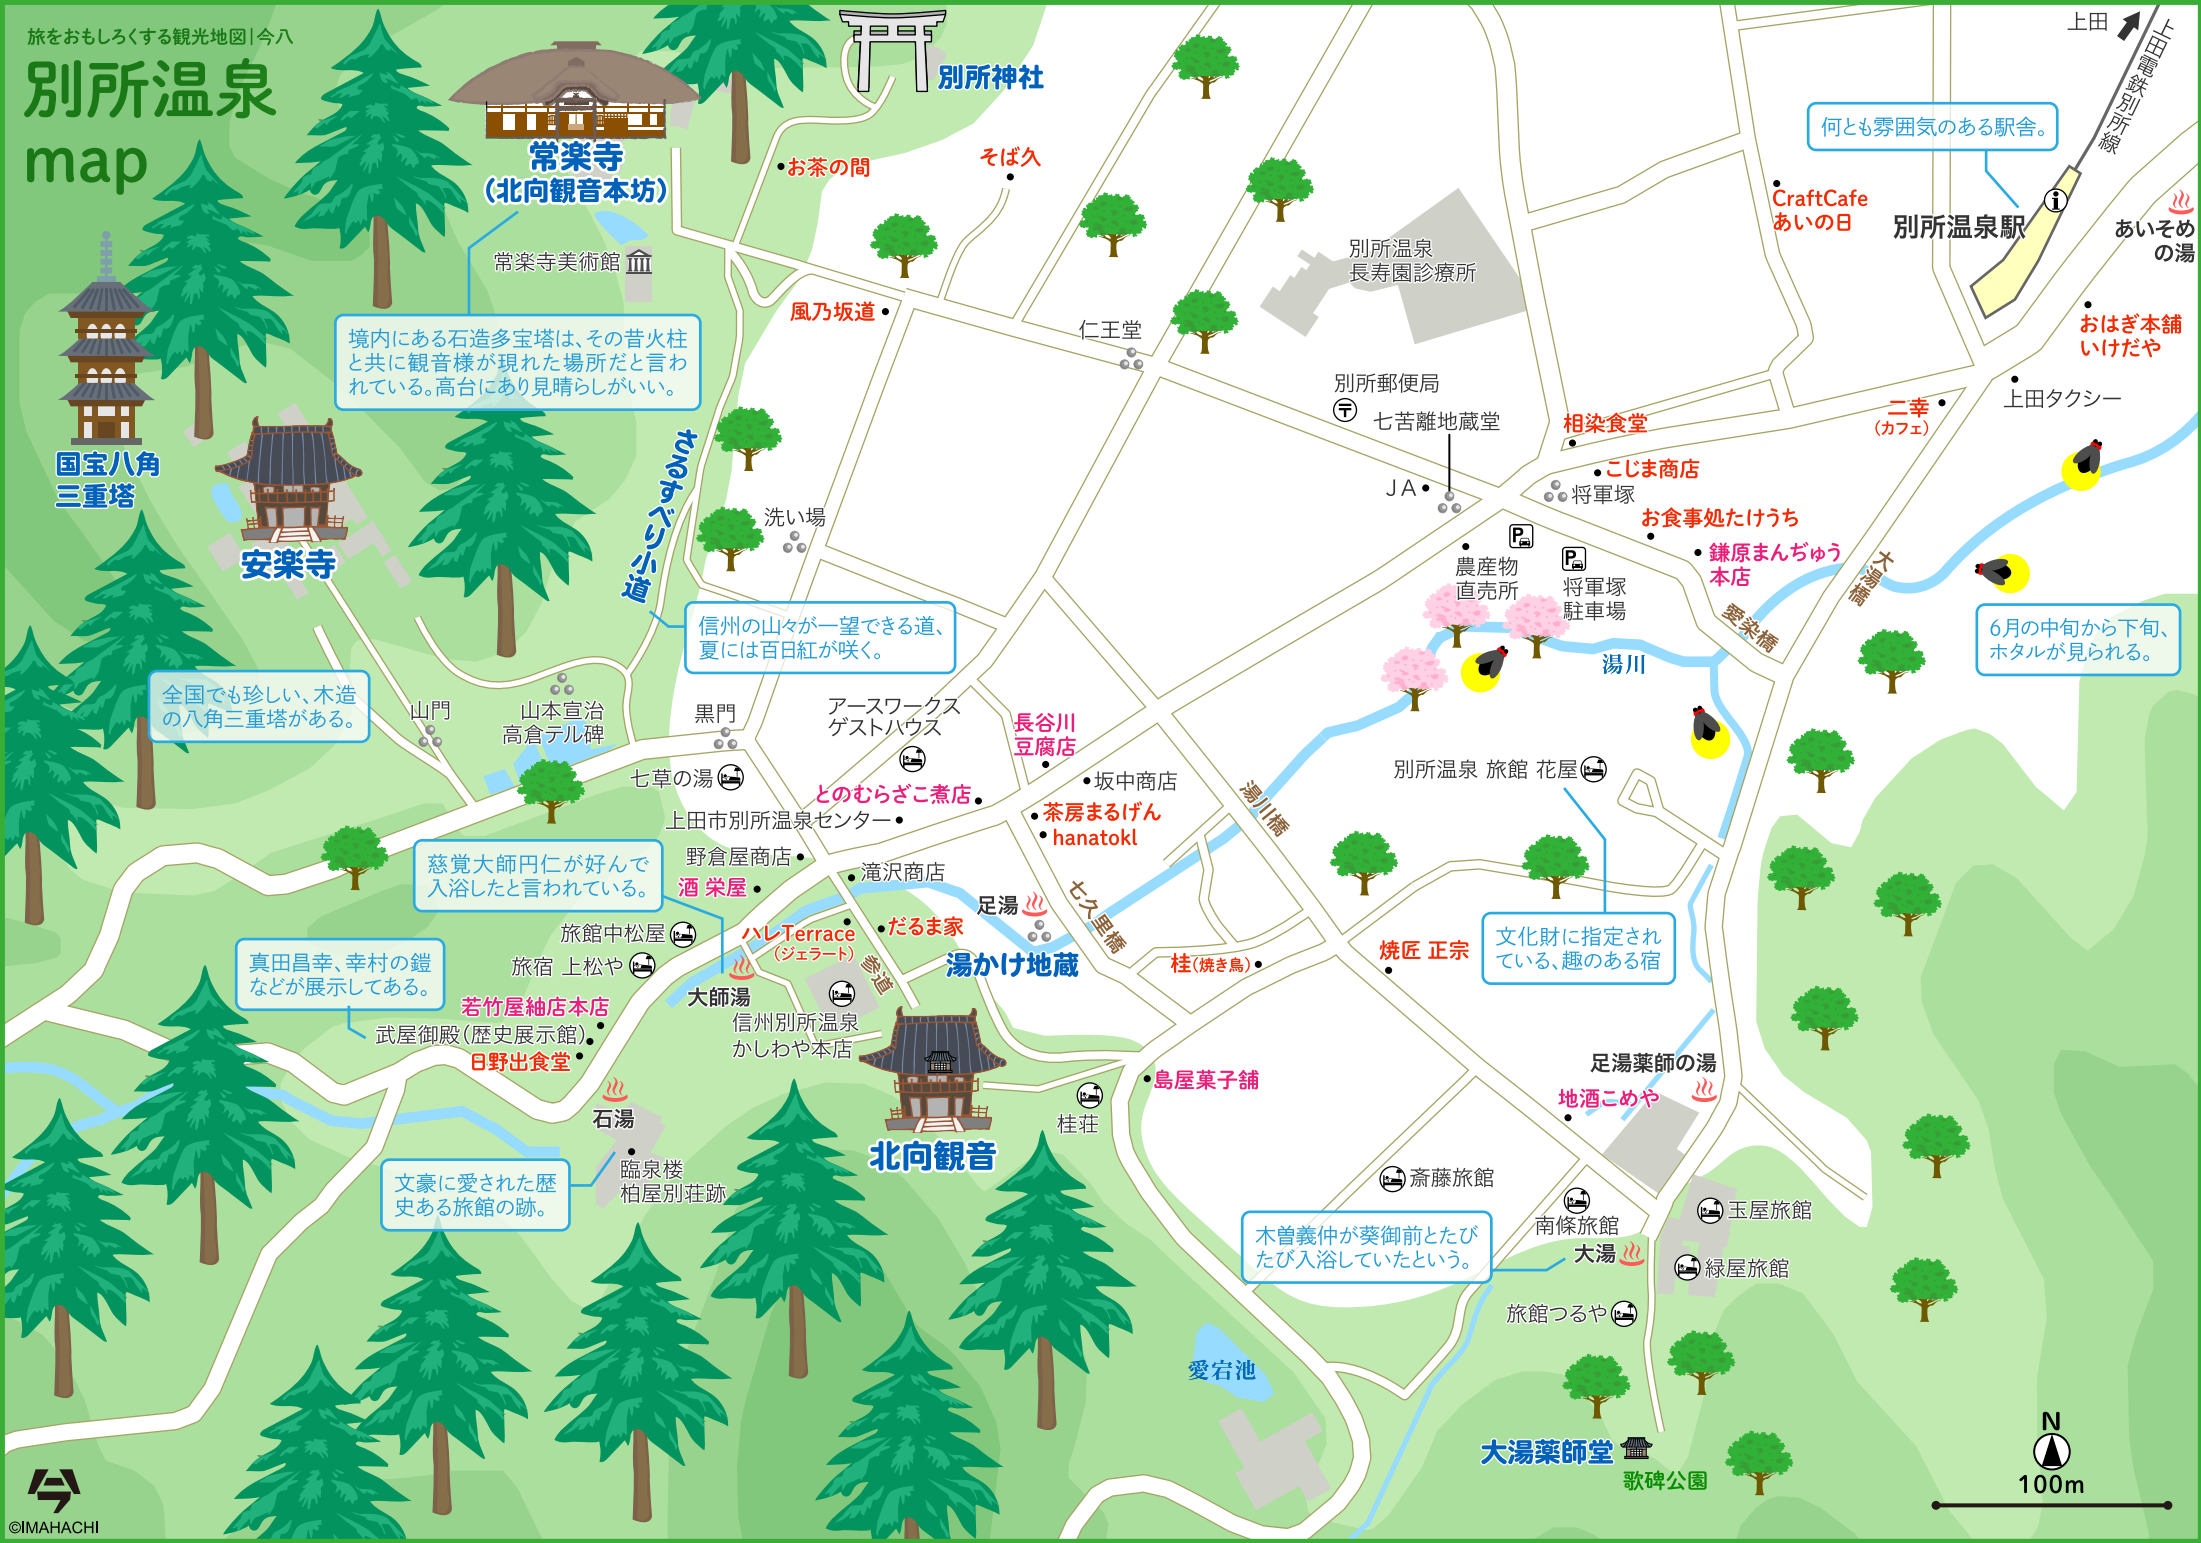 旅をおもしろくする観光地図|今八
別所温泉
map
常楽寺
(北向観音本坊)
別所神社
お茶の間
そば久
常楽寺美術館
境内にある石造多宝塔は、その昔火柱
と共に観音様が現れた場所だと言わ
れている。高台にあり見晴らしがいい。
風乃坂道
仁王堂
別所温泉
長寿園診療所
上田
上田電鉄別所線
何とも雰囲気のある駅舎。
CraftCafe
あいの日
別所温泉駅
あいそめ
の湯
おはぎ本舗
いけだや
上田タクシー
二幸
(カフェ)
別所郵便局
七苦離地蔵堂
相染食堂
こじま商店
JA
将軍塚
お食事処たけうち
鎌原まんぢゅう
本店
農産物
直売所
P
P
将軍塚
駐車場
大湯橋
愛染橋
湯川
6月の中旬から下旬、
ホタルが見られる。
国宝八角
三重塔
安楽寺
さるすべり小道
洗い場
信州の山々が一望できる道、
夏には百日紅が咲く。
全国でも珍しい、木造
の八角三重塔がある。
山門
山本宣治
高倉テル碑
黒門
七草の湯
アースワークス
ゲストハウス
長谷川
豆腐店
坂中商店
とのむらざこ煮店
茶房まるげん
hanatokl
上田市別所温泉センター
野倉屋商店
酒 栄屋
滝沢商店
湯川橋
別所温泉 旅館 花屋
慈覚大師円仁が好んで
入浴したと言われている。
足湯
七久里橋
湯かけ地蔵
ハレTerrace
(ジェラート)
だるま家
参道
旅館中松屋
旅宿 上松や
大師湯
真田昌幸、幸村の鎧
などが展示してある。
若竹屋紬店本店
武屋御殿(歴史展示館)
日野出食堂
信州別所温泉
かしわや本店
桂(焼き鳥)
焼匠 正宗
文化財に指定され
ている、趣のある宿
北向観音
桂荘
島屋菓子舗
石湯
臨泉楼
柏屋別荘跡
文豪に愛された歴
史ある旅館の跡。
足湯薬師の湯
地酒こめや
斎藤旅館
南條旅館
大湯
玉屋旅館
緑屋旅館
木曽義仲が葵御前とたび
たび入浴していたという。
旅館つるや
愛宕池
大湯薬師堂
歌碑公園
N
100m
©IMAHACHI